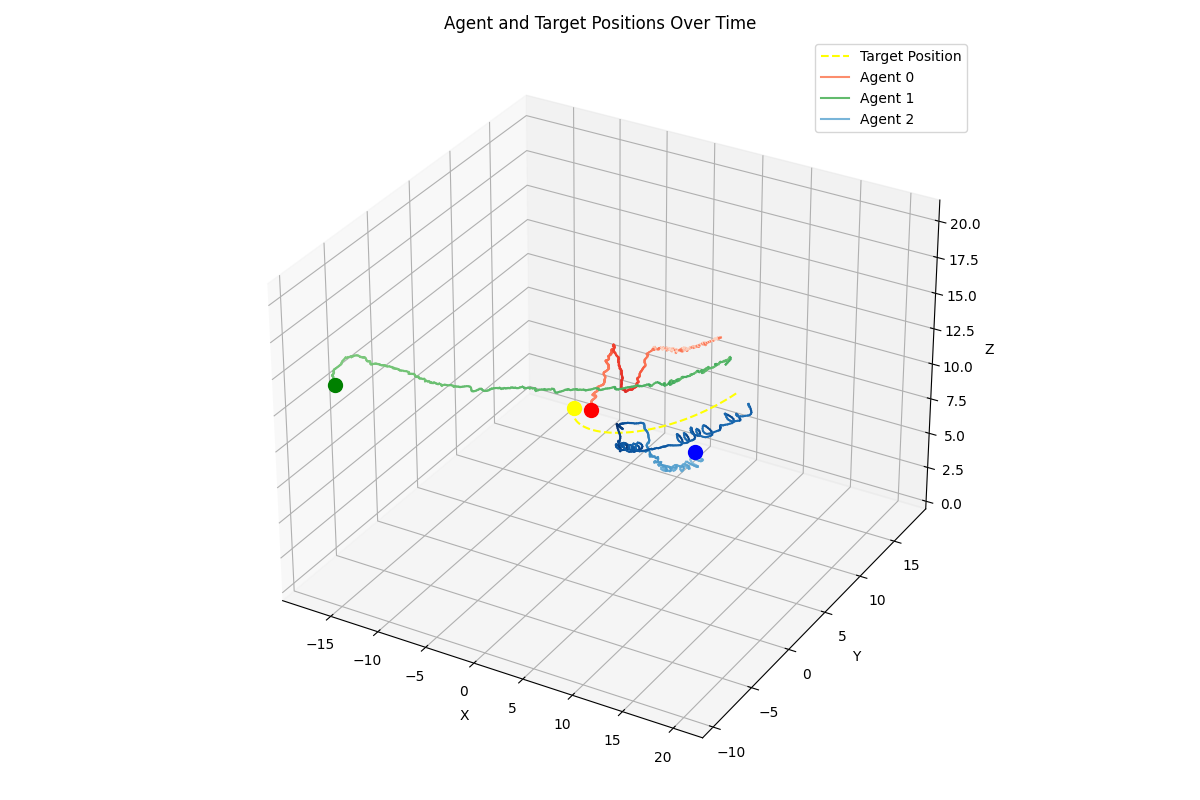 Agent and Target Positions Over Time
Target Position
Agent 0
Agent 1
Agent 2
20.0
17.5
15.0
12.5
Z
10.0
7.5
5.0
2.5
0.0
15
10
5
Y
0
−5
−10
−15
−10
−5
0
X
5
10
15
20